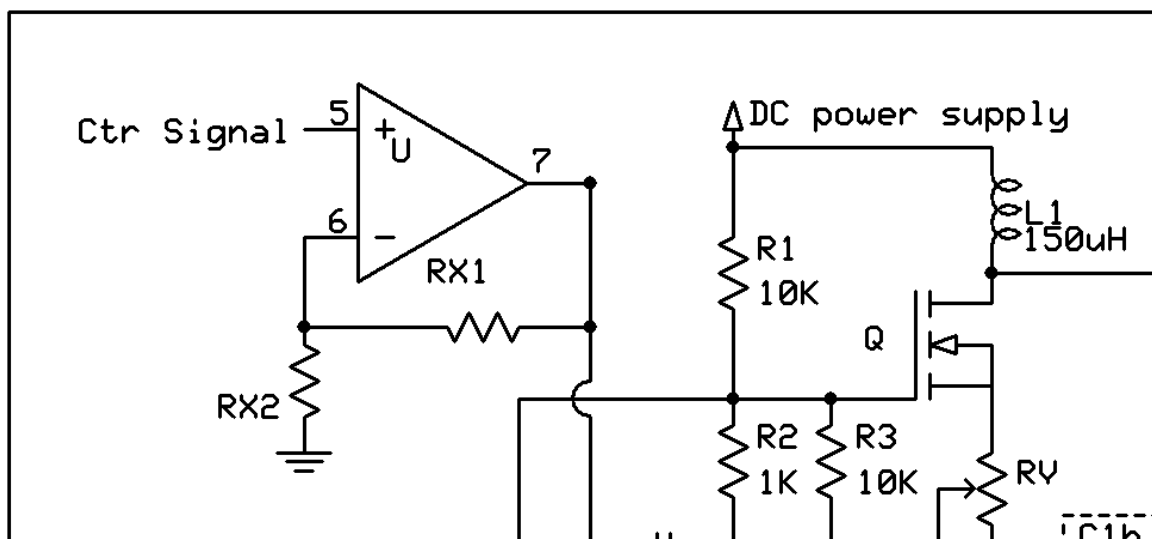 DC power supply
5
Ctr Signal
+
U
7
6
-
L1
150uH
RX1
R1
10K
Q
RX2
R2
1K
R3
10K
RV